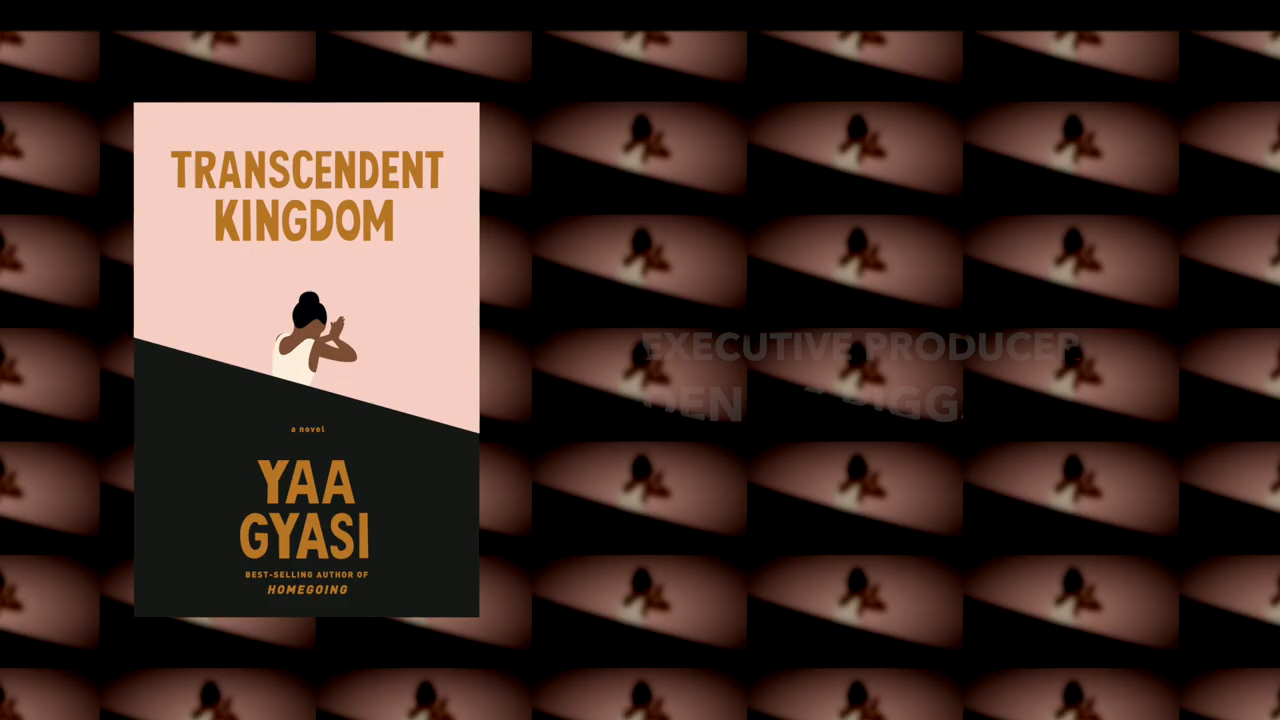 TRANSCENDENT
KINGDOM
a novel
YAA
GYASI
BEST-SELLING AUTHOR OF
HOMEGOING
EXECUTIVE PRODUCER